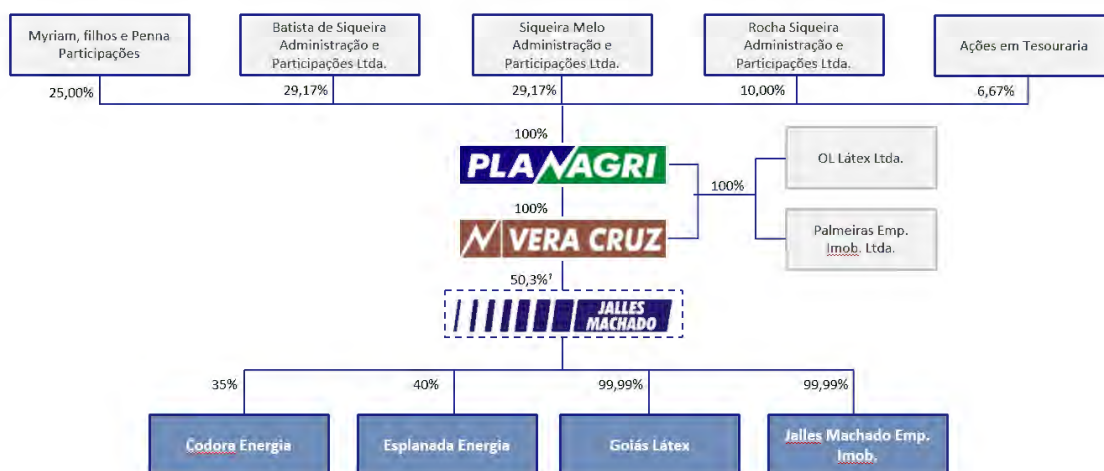 Myriam, filhos e Penna
Participações
Batista de Siqueira
Administração e
Participações Ltda.
Siqueira Melo
Administração e
Participações Ltda.
Rocha Siqueira
Administração e
Participações Ltda.
Ações em Tesouraria
25,00%
29,17%
29,17%
10,00%
6,67%
100%
PLANAGRI
100%
OL Látex Ltda.
100%
VERA CRUZ
Palmeiras Emp.
Imob. Ltda.
50,3%¹
JALLES
MACHADO
35%
40%
99,99%
99,99%
Codora Energia
Esplanada Energia
Goiás Látex
Jalles Machado Emp.
Imob.